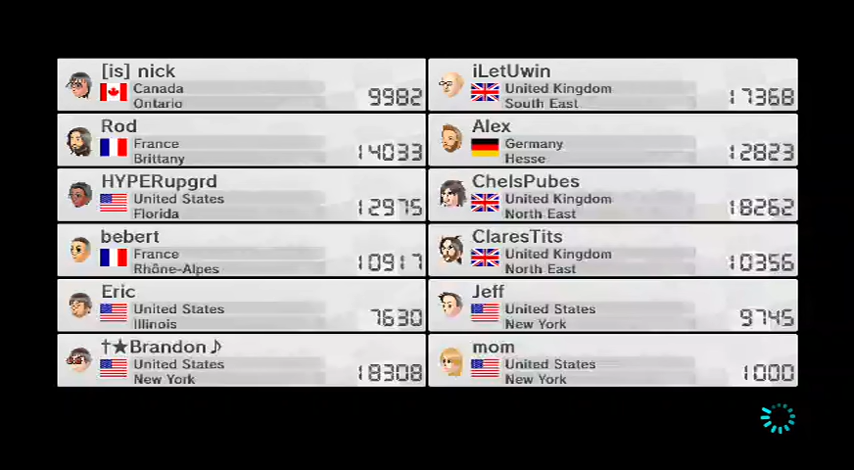 [is] nick
Canada
Ontario
9982
iLetUwin
United Kingdom
South East
17368
Rod
France
Brittany
14033
Alex
Germany
Hesse
12823
HYPERupgrd
United States
Florida
12975
ChelsPubes
United Kingdom
North East
18262
bebert
France
Rhône-Alpes
10917
ClaresTits
United Kingdom
North East
10356
Eric
United States
Illinois
7630
Jeff
United States
New York
9745
†★Brandon♪
United States
New York
18308
mom
United States
New York
1000